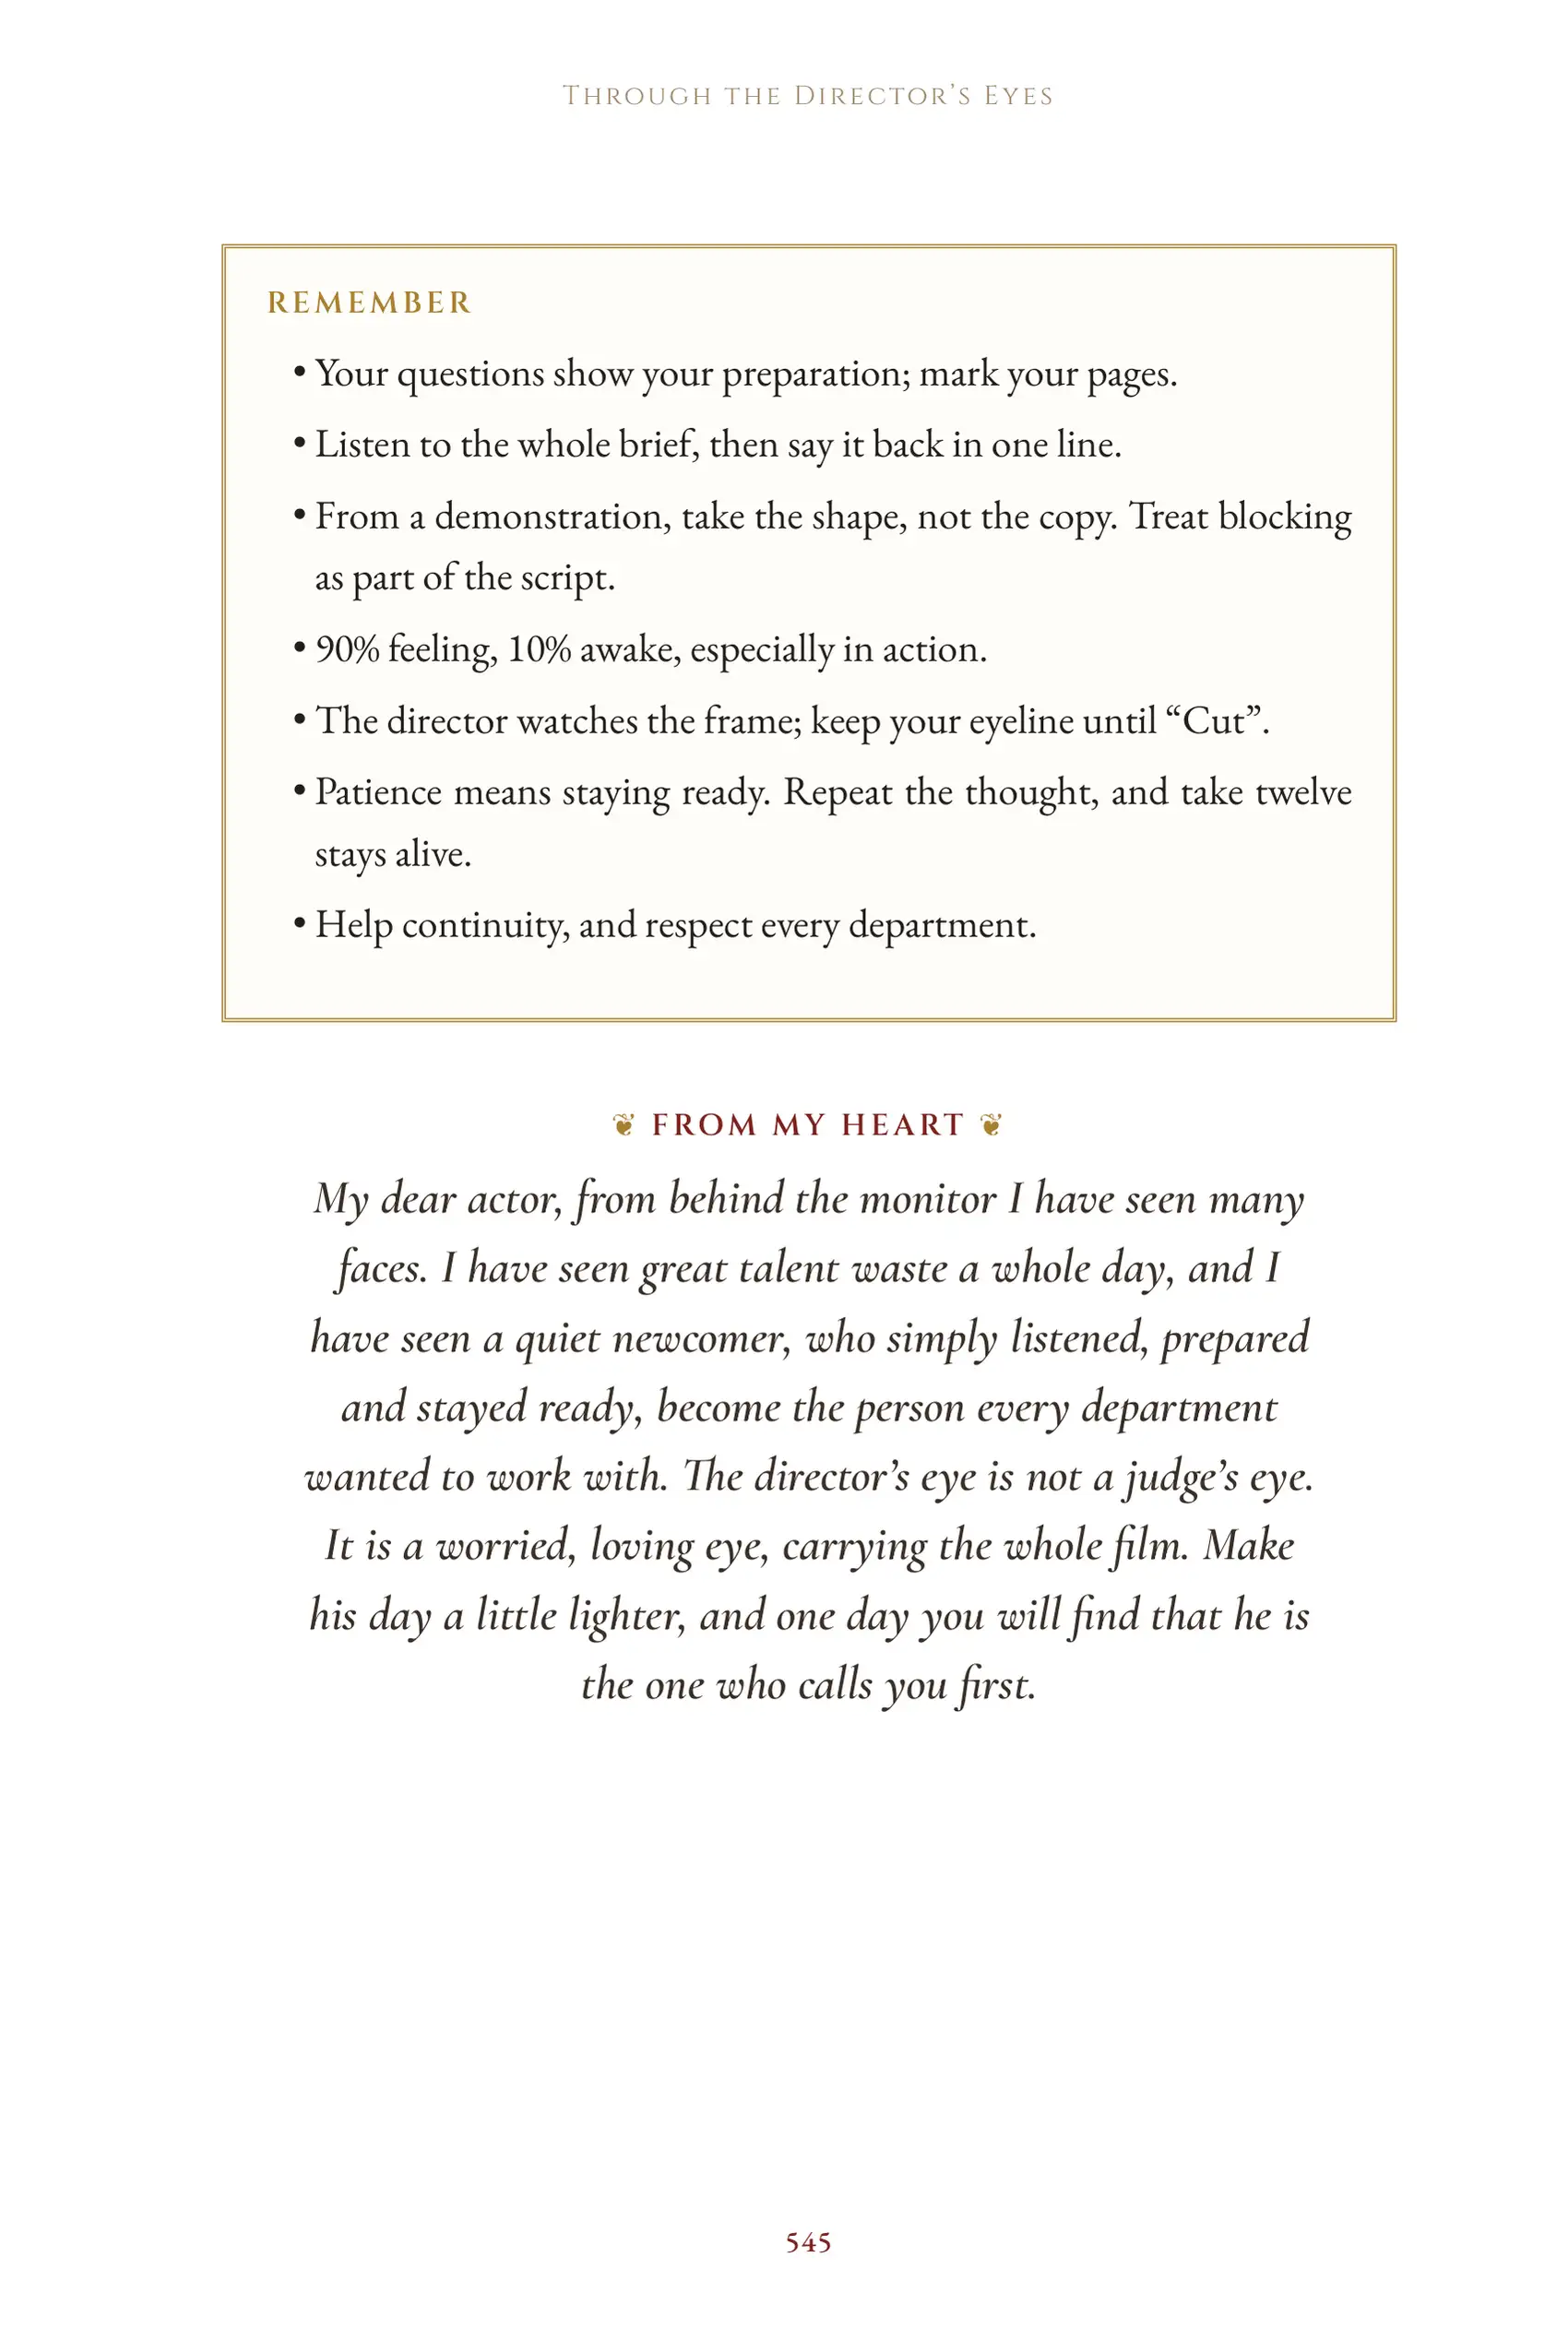 Through the Director’s Eyes
REMEMBER
• Your questions show your preparation; mark your pages.
• Listen to the whole brief, then say it back in one line.
• From a demonstration, take the shape, not the copy. Treat blocking
as part of the script.
• 90% feeling, 10% awake, especially in action.
• The director watches the frame; keep your eyeline until “Cut”.
• Patience means staying ready. Repeat the thought, and take twelve
stays alive.
• Help continuity, and respect every department.
❦ FROM MY HEART ❦
My dear actor, from behind the monitor I have seen many
faces. I have seen great talent waste a whole day, and I
have seen a quiet newcomer, who simply listened, prepared
and stayed ready, become the person every department
wanted to work with. The director’s eye is not a judge’s eye.
It is a worried, loving eye, carrying the whole film. Make
his day a little lighter, and one day you will find that he is
the one who calls you first.
545